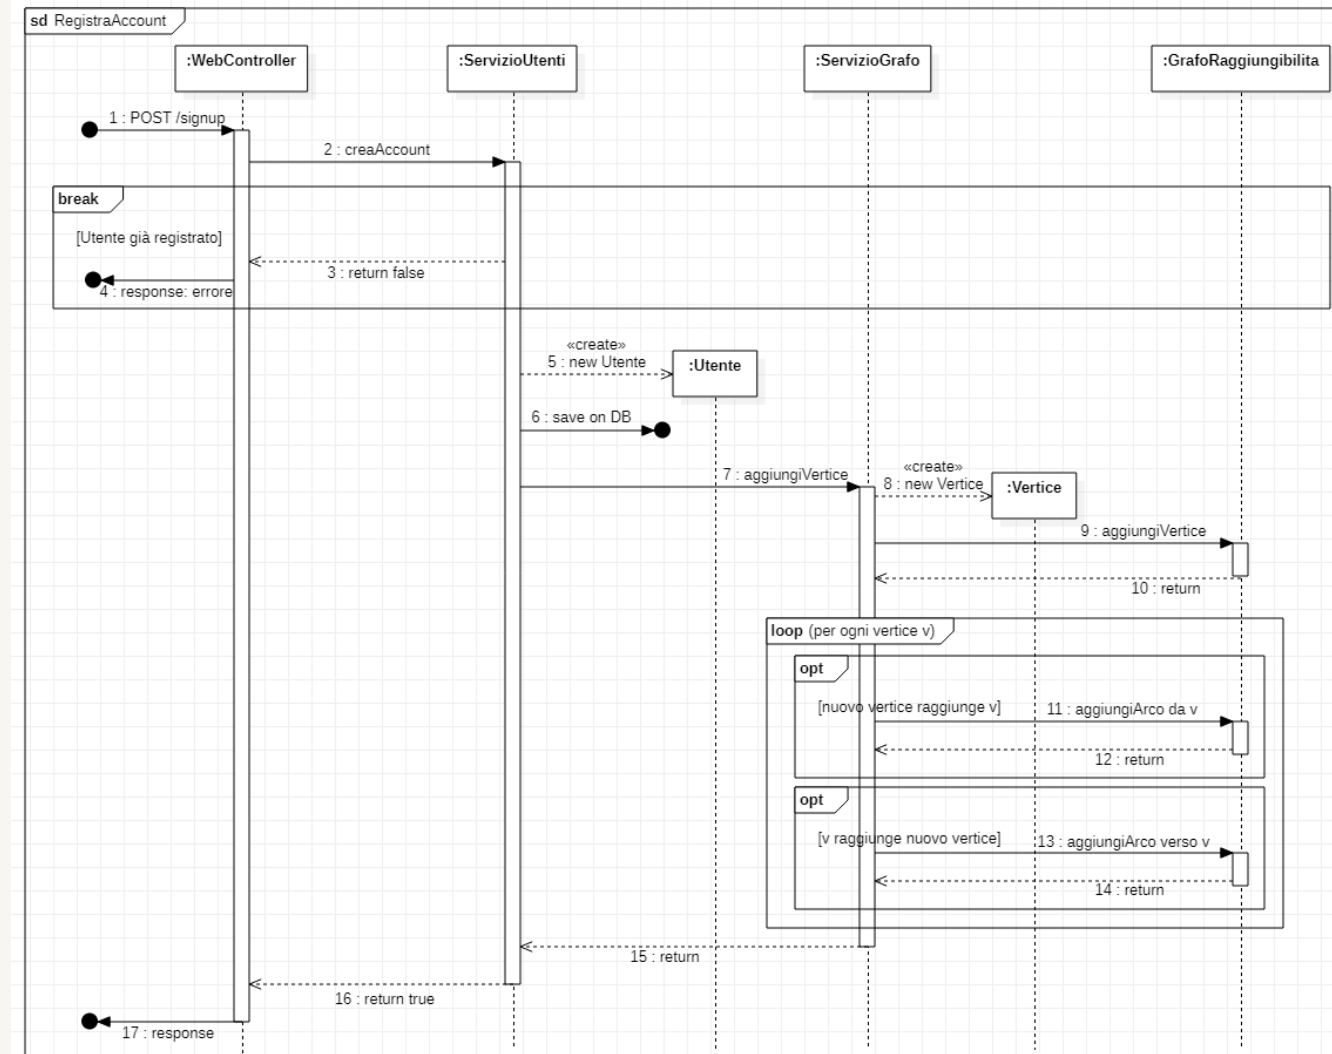 sd RegistraAccount
:WebController
:ServizioUtenti
:ServizioGrafo
:GrafoRaggiungibilita
1 : POST /signup
2 : creaAccount
break
[Utente già registrato]
3 : return false
4 : response: errore
«create»
5 : new Utente
:Utente
6 : save on DB
7 : aggiungiVertice
«create»
8 : new Vertice
:Vertice
9 : aggiungiVertice
10 : return
loop (per ogni vertice v)
opt
[nuovo vertice raggiunge v]
11 : aggiungiArco da v
12 : return
opt
[v raggiunge nuovo vertice]
13 : aggiungiArco verso v
14 : return
15 : return
16 : return true
17 : response